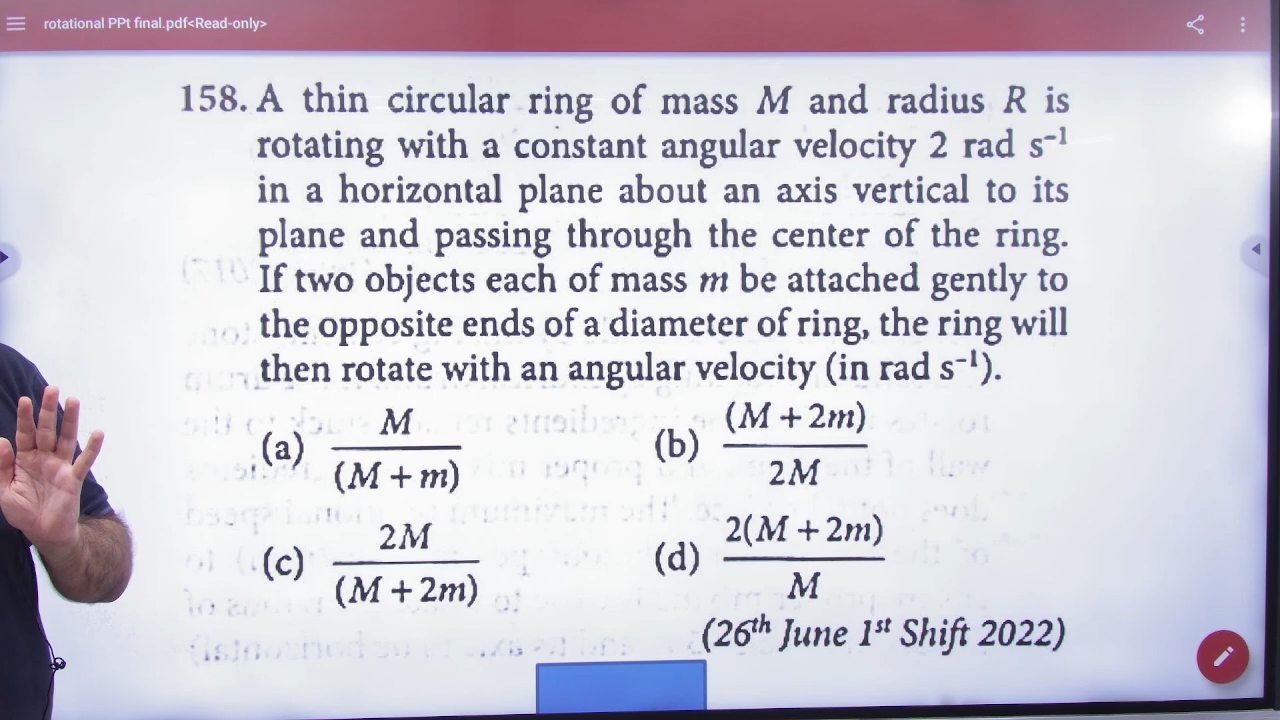 rotational PPt final.pdf<Read-only>
158. A thin circular ring of mass M and radius R is
rotating with a constant angular velocity 2 rad s⁻¹
in a horizontal plane about an axis vertical to its
plane and passing through the center of the ring.
If two objects each of mass m be attached gently to
the opposite ends of a diameter of ring, the ring will
then rotate with an angular velocity (in rad s⁻¹).
(a) M/(M + m) (b) (M + 2m)/2M
(c) 2M/(M + 2m) (d) 2(M + 2m)/M
(26th June 1st Shift 2022)